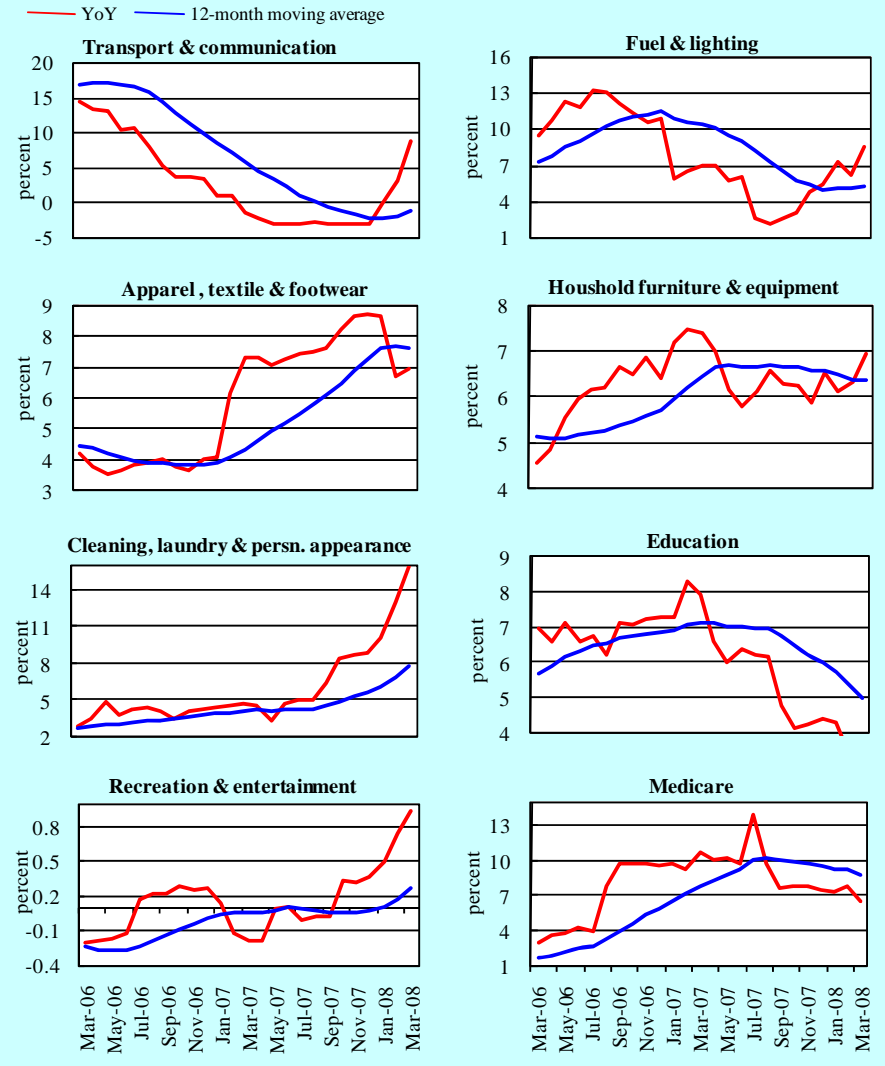 YoY 12-month moving average
Transport & communication
20
15
10
5
0
-5
percent
Fuel & lighting
16
13
10
7
4
1
percent
Apparel , textile & footwear
9
8
7
6
5
4
3
percent
Houshold furniture & equipment
8
7
6
5
4
percent
Cleaning, laundry & persn. appearance
14
11
8
5
2
percent
Education
9
8
7
6
5
4
percent
Recreation & entertainment
0.8
0.5
0.2
-0.1
-0.4
percent
Mar-06
May-06
Jul-06
Sep-06
Nov-06
Jan-07
Mar-07
May-07
Jul-07
Sep-07
Nov-07
Jan-08
Mar-08
Medicare
13
10
7
4
1
percent
Mar-06
May-06
Jul-06
Sep-06
Nov-06
Jan-07
Mar-07
May-07
Jul-07
Sep-07
Nov-07
Jan-08
Mar-08